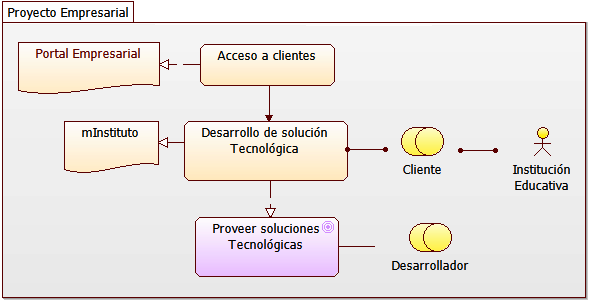 Proyecto Empresarial
Portal Empresarial
Acceso a clientes
mInstituto
Desarrollo de solución
Tecnológica
Cliente
Institución
Educativa
Proveer soluciones
Tecnológicas
Desarrollador